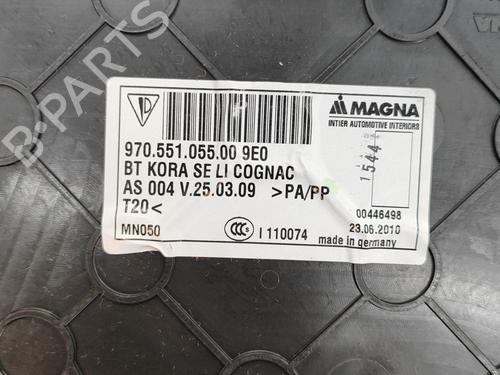 B-PARTS
MAGNA
INTIER AUTOMOTIVE INTERIORS
970.551.055.00 9E0
BT KORA SE LI COGNAC
AS 004 V.25.03.09 >PA/PP
T20<
1544
00446498
23.06.2010
MN050
CCC
I 110074
made in germany